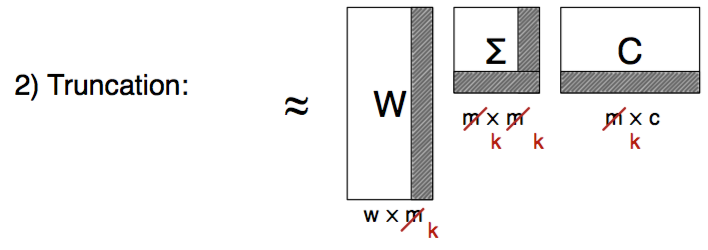 2) Truncation:
≈
W
Σ
C
m x m
k k
m x c
k
w x m
k